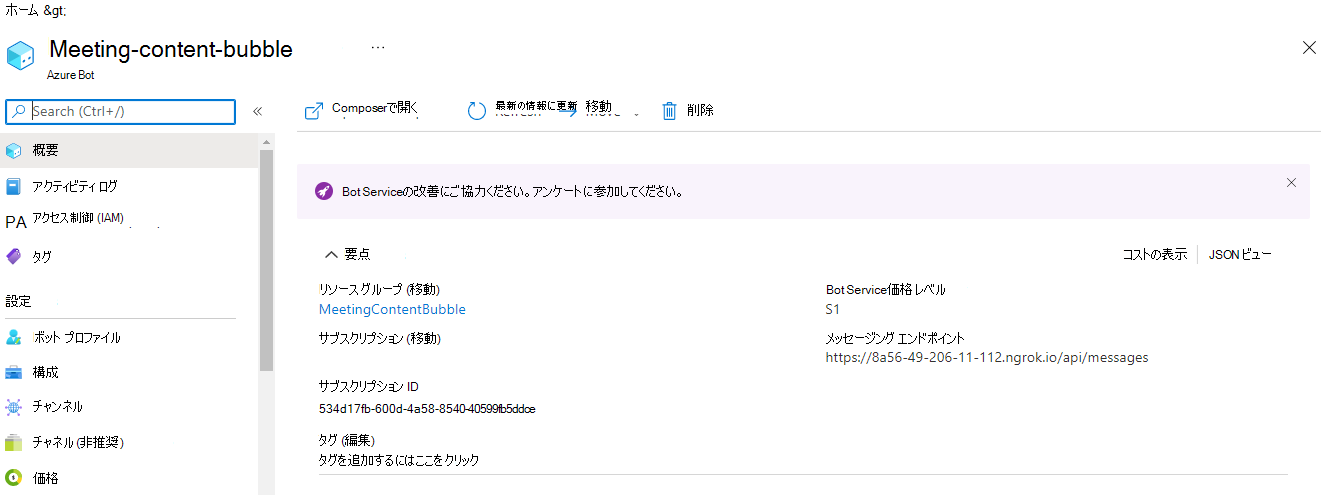 ホーム &gt;
Meeting-content-bubble
...
Azure Bot
Search (Ctrl+/)
«
Composerで開く
最新の情報に更新
Refresh
移動
Move
削除
概要
アクティビティ ログ
PA アクセス制御 (IAM)
タグ
設定
ボット プロファイル
構成
チャンネル
チャネル (非推奨)
価格
Bot Serviceの改善にご協力ください。アンケートに参加してください。
要点
コストの表示
JSON ビュー
リソース グループ (移動)
MeetingContentBubble
サブスクリプション (移動)
サブスクリプション ID
534d17fb-600d-4a58-8540-40599fb5ddce
タグ (編集)
タグを追加するにはここをクリック
Bot Service価格レベル
S1
メッセージング エンドポイント
https://8a56-49-206-11-112.ngrok.io/api/messages